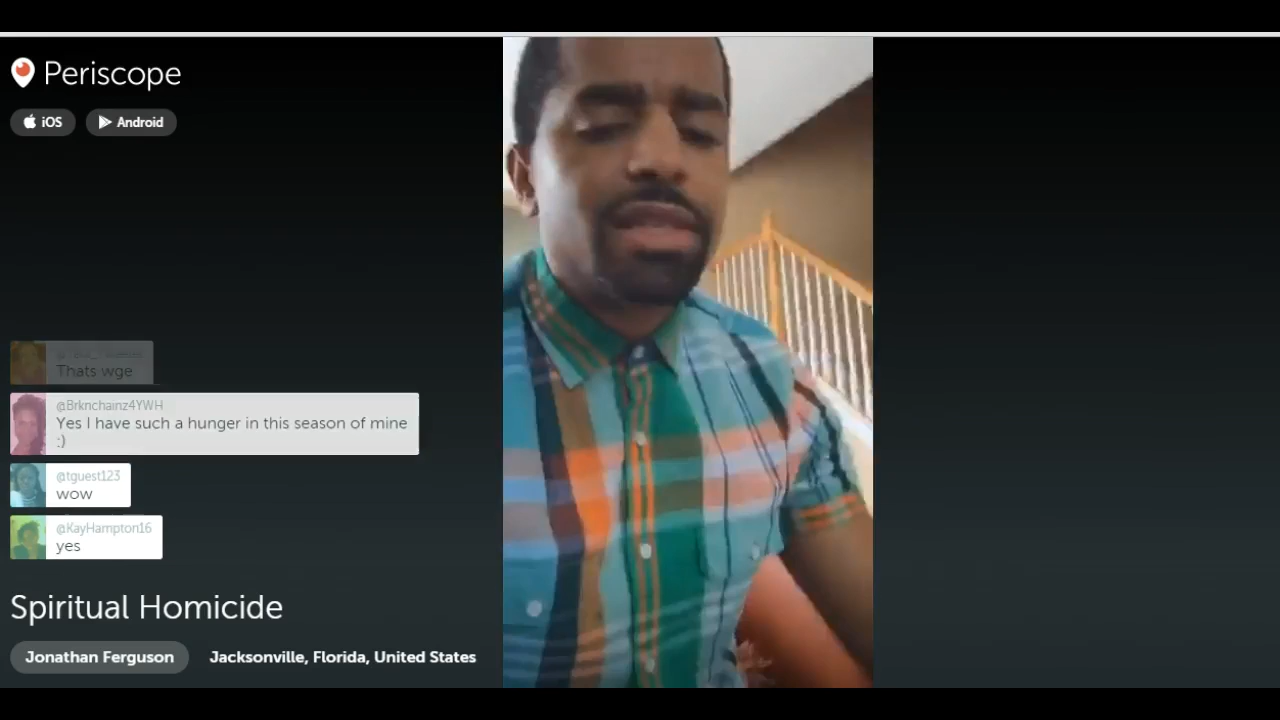 Periscope
iOS
Android
Thats wge
@Brknchainz4YWH
Yes I have such a hunger in this season of mine
:)
@tguest123
wow
@KayHampton16
yes
Spiritual Homicide
Jonathan Ferguson
Jacksonville, Florida, United States